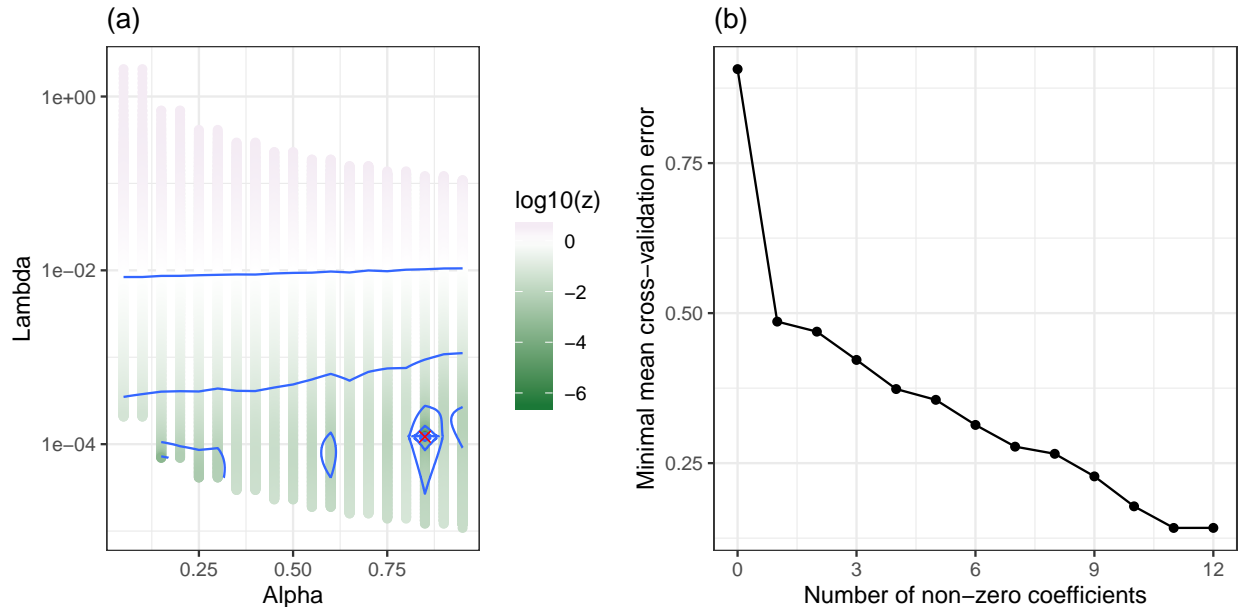 (a)
1e+00
1e−02
1e−04
Lambda
0.25
0.50
0.75
Alpha
log10(z)
0
−2
−4
−6
(b)
0.75
0.50
0.25
Minimal mean cross−validation error
0
3
6
9
12
Number of non−zero coefficients